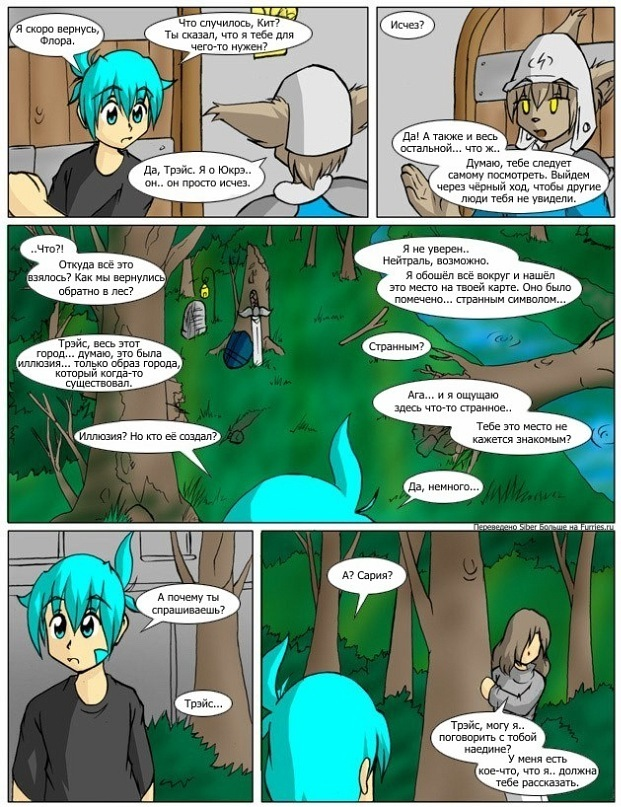 Я скоро вернусь,
Флора.
Что случилось, Кит?
Ты сказал, что я тебе для
чего-то нужен?
Да, Трэйс. Я о Юкрэ..
он.. он просто исчез.
Исчез?
Да! А также и весь
остальной... что ж..
Думаю, тебе следует
самому посмотреть. Выйдем
через чёрный ход, чтобы другие
люди тебя не увидели.
..Что?!
Откуда всё это
взялось? Как мы вернулись
обратно в лес?
Я не уверен..
Нейтраль, возможно.
Я обошёл всё вокруг и нашёл
это место на твоей карте. Оно было
помечено... странным символом...
Трэйс, весь этот
город... думаю, это была
иллюзия... только образ города,
который когда-то
существовал.
Странным?
Ага... и я ощущаю
здесь что-то странное..
Иллюзия? Но кто её создал?
Тебе это место не
кажется знакомым?
Да, немного...
Переведено Siber Больше на Furries.ru
А почему ты
спрашиваешь?
Трэйс...
А? Сария?
Трэйс, могу я..
поговорить с тобой
наедине?
У меня есть
кое-что, что я.. должна
тебе рассказать.